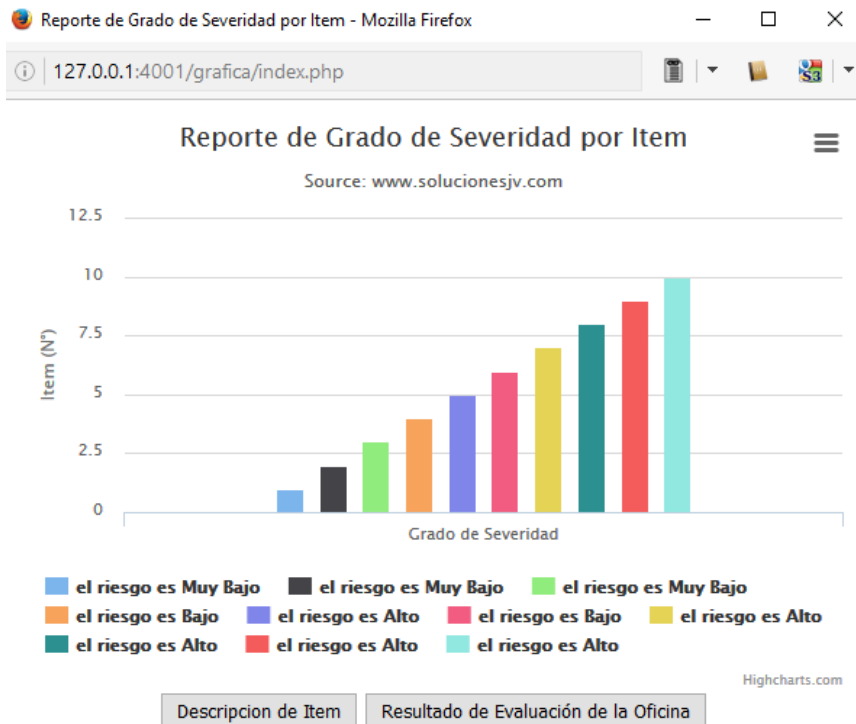 Reporte de Grado de Severidad por Item - Mozilla Firefox
127.0.0.1:4001/grafica/index.php
S3
Reporte de Grado de Severidad por Item
Source: www.solucionesjv.com
12.5
10
7.5
5
2.5
0
Item (N°)
Grado de Severidad
el riesgo es Muy Bajo el riesgo es Muy Bajo el riesgo es Muy Bajo
el riesgo es Bajo el riesgo es Alto el riesgo es Bajo el riesgo es Alto
el riesgo es Alto el riesgo es Alto el riesgo es Alto
Highcharts.com
Descripcion de Item Resultado de Evaluación de la Oficina